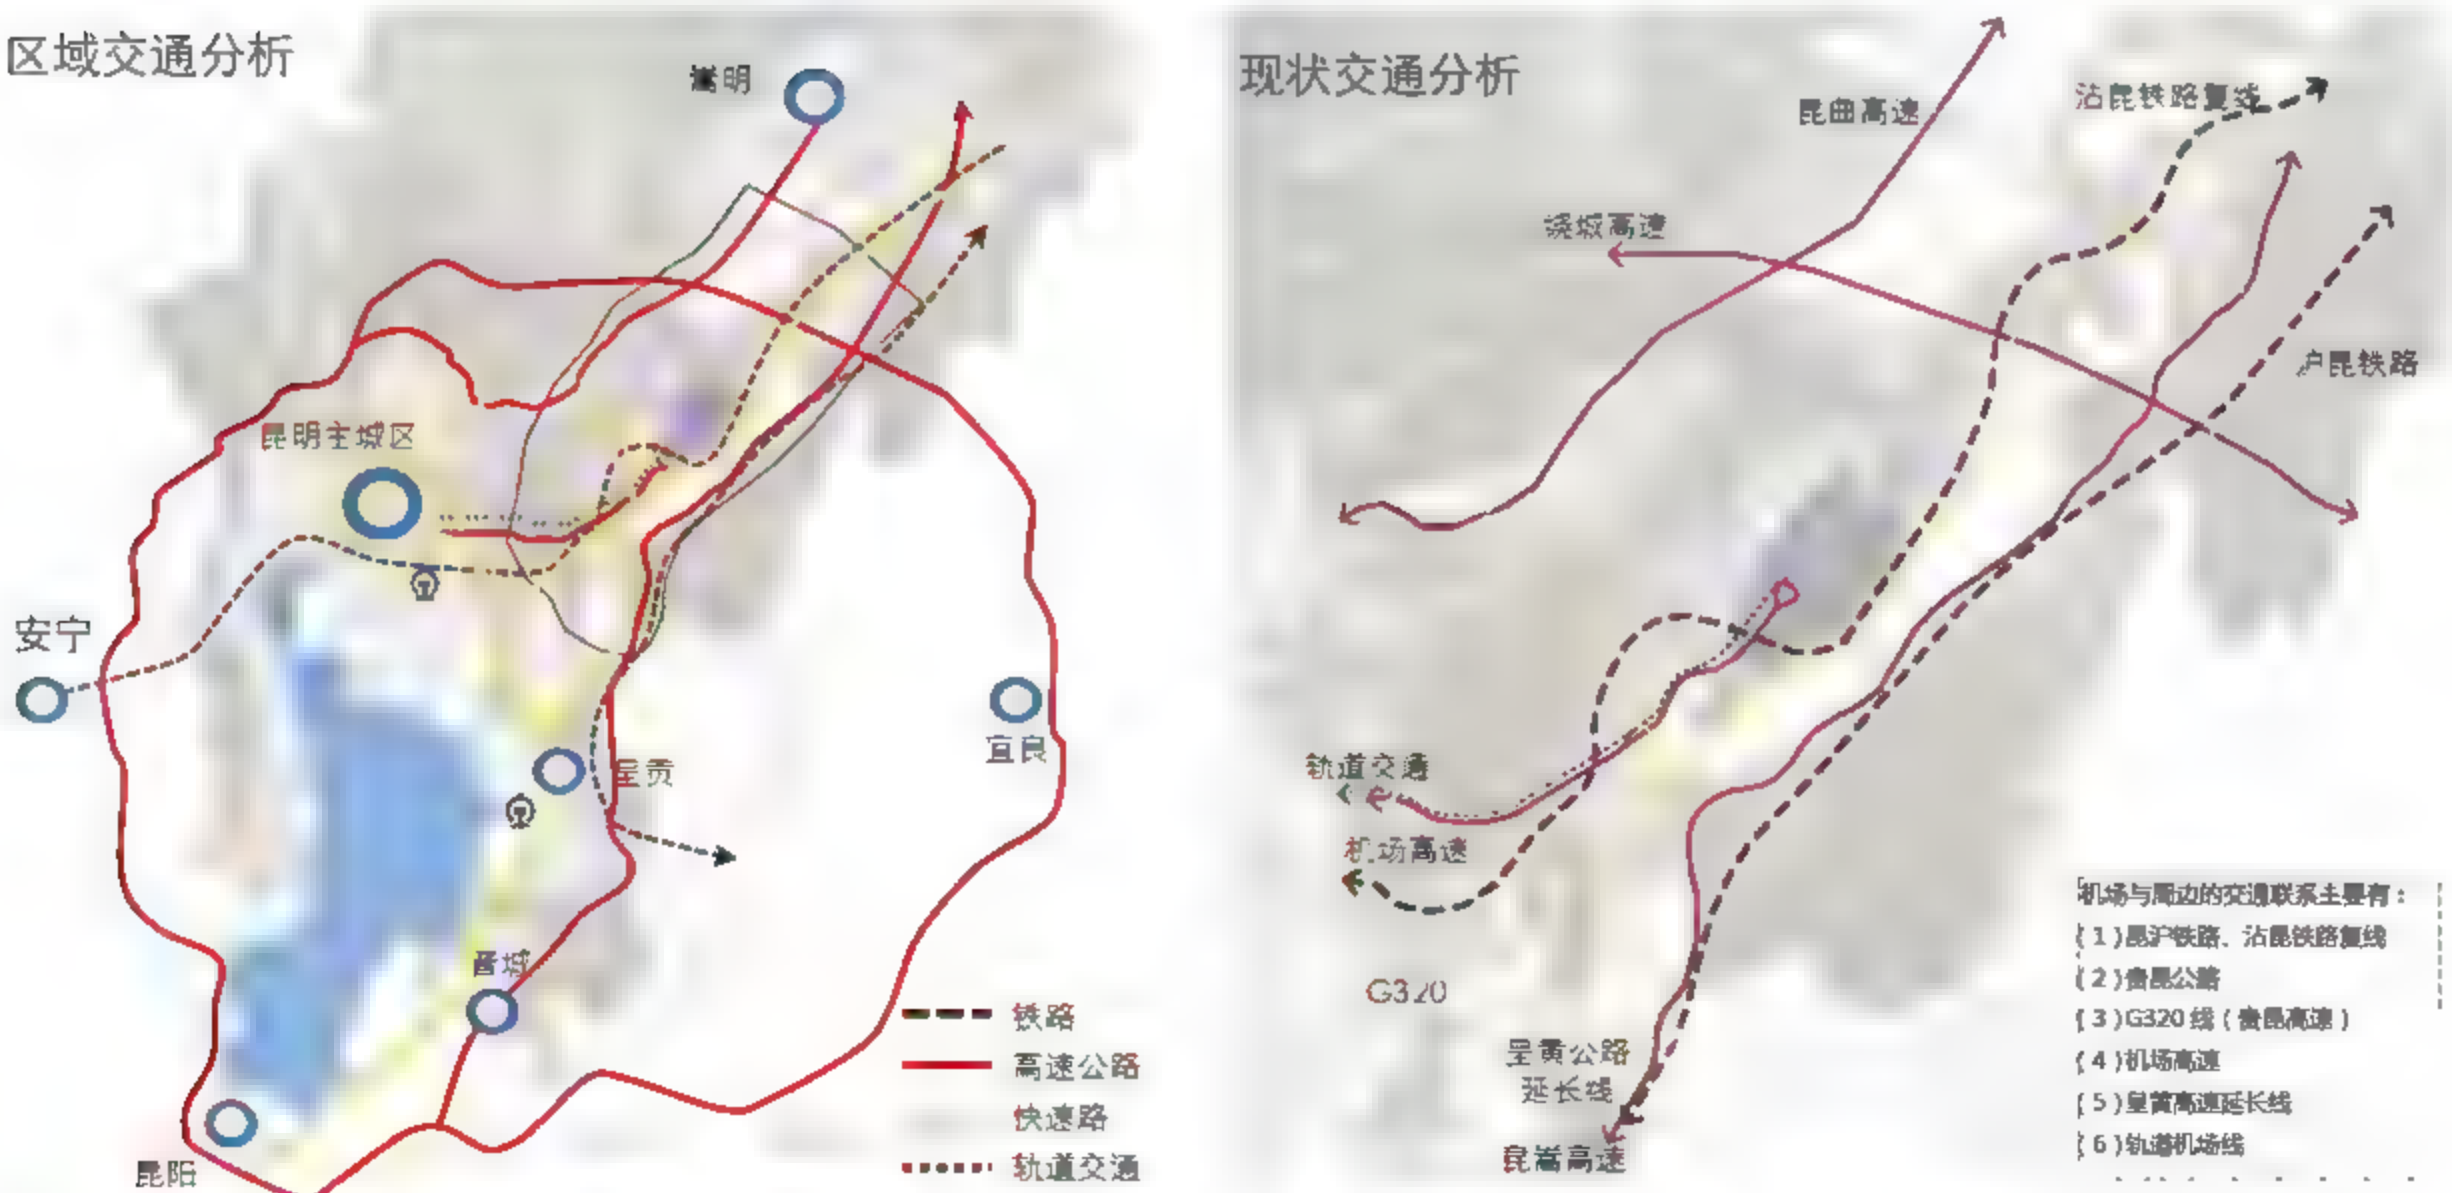 区域交通分析
嵩明
昆明主城区
安宁
呈贡
宜良
晋城
昆阳
铁路
高速公路
快速路
轨道交通
现状交通分析
昆曲高速
沾昆铁路复线
绕城高速
沪昆铁路
轨道交通
机场高速
G320
呈黄公路
延长线
昆嵩高速
机场与周边的交通联系主要有：
(1)昆沪铁路、沾昆铁路复线
(2)贵昆公路
(3)G320线(贵昆高速)
(4)机场高速
(5)呈黄高速延长线
(6)轨道机场线